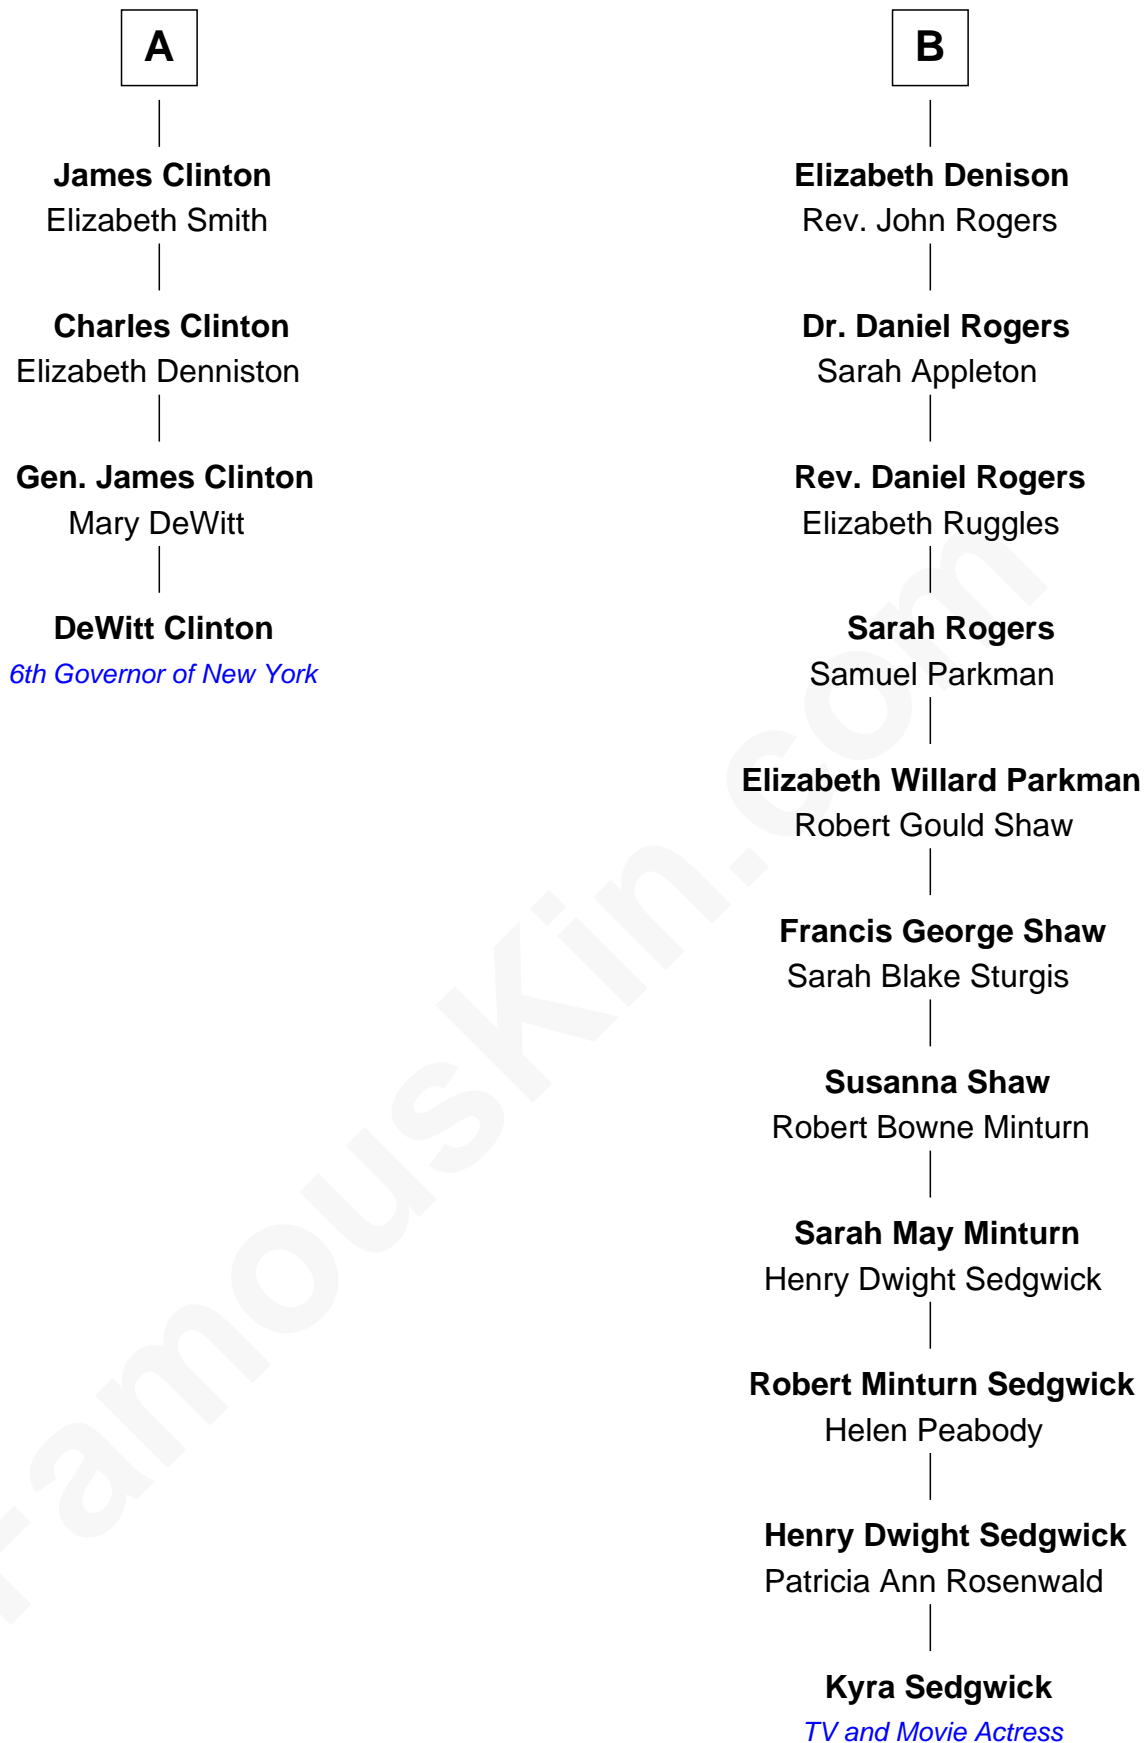 A
James Clinton
Elizabeth Smith
Charles Clinton
Elizabeth Denniston
Gen. James Clinton
Mary DeWitt
DeWitt Clinton
6th Governor of New York
B
Elizabeth Denison
Rev. John Rogers
Dr. Daniel Rogers
Sarah Appleton
Rev. Daniel Rogers
Elizabeth Ruggles
Sarah Rogers
Samuel Parkman
Elizabeth Willard Parkman
Robert Gould Shaw
Francis George Shaw
Sarah Blake Sturgis
Susanna Shaw
Robert Bowne Minturn
Sarah May Minturn
Henry Dwight Sedgwick
Robert Minturn Sedgwick
Helen Peabody
Henry Dwight Sedgwick
Patricia Ann Rosenwald
Kyra Sedgwick
TV and Movie Actress
FamousKin.com